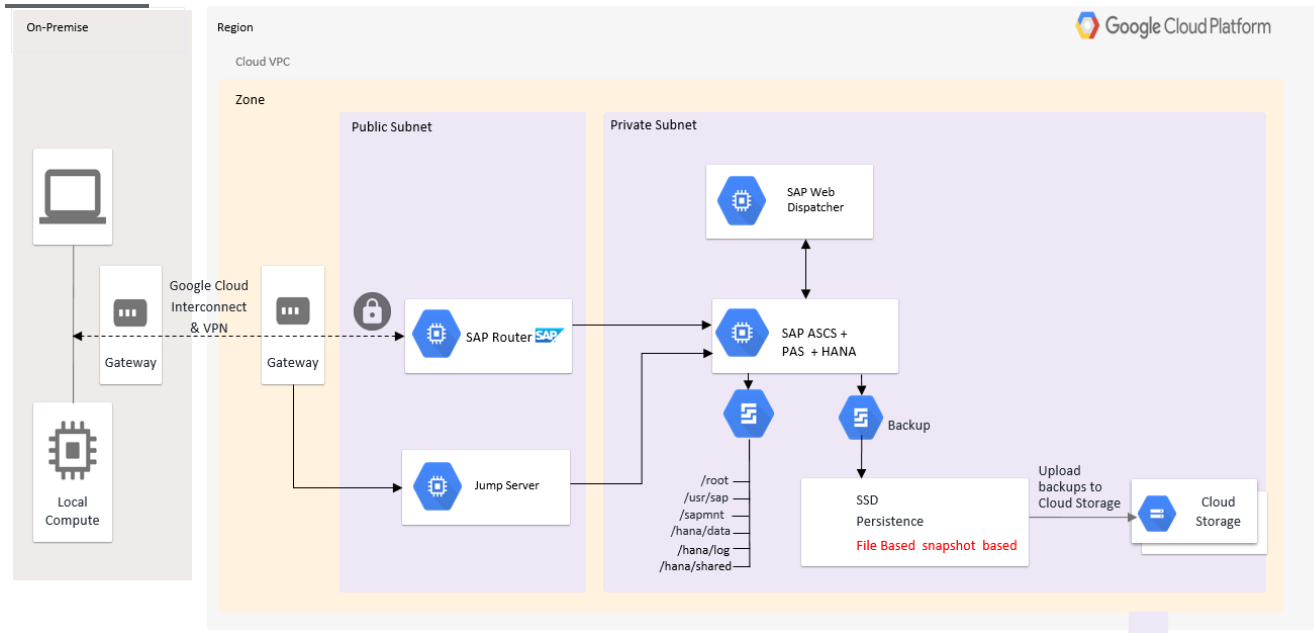 On-Premise
Region
Google Cloud Platform
Cloud VPC
Zone
Public Subnet
Private Subnet
SAP Web
Dispatcher
Google Cloud
Interconnect
& VPN
Gateway
Gateway
SAP Router SAP
SAP ASCS +
PAS + HANA
Backup
Jump Server
/root
/usr/sap
/sapmnt
/hana/data
/hana/log
/hana/shared
SSD
Persistence
File Based snapshot based
Upload
backups to
Cloud Storage
Cloud
Storage
Local
Compute